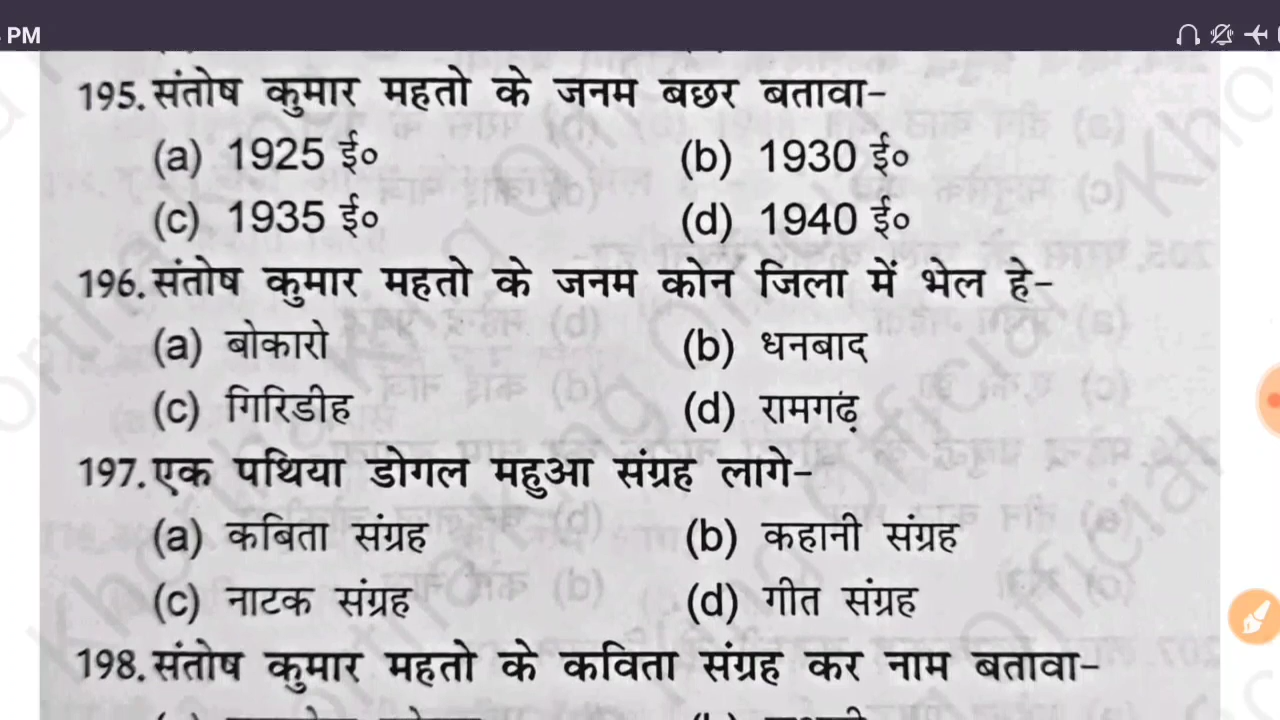 PM
195. संतोष कुमार महतो के जनम बछर बतावा-
(a) 1925 ई० (b) 1930 ई०
(c) 1935 ई० (d) 1940 ई०
196. संतोष कुमार महतो के जनम कोन जिला में भेल हे-
(a) बोकारो (b) धनबाद
(c) गिरिडीह (d) रामगढ़
197. एक पथिया डोगल महुआ संग्रह लागे-
(a) कबिता संग्रह (b) कहानी संग्रह
(c) नाटक संग्रह (d) गीत संग्रह
198. संतोष कुमार महतो के कविता संग्रह कर नाम बतावा-